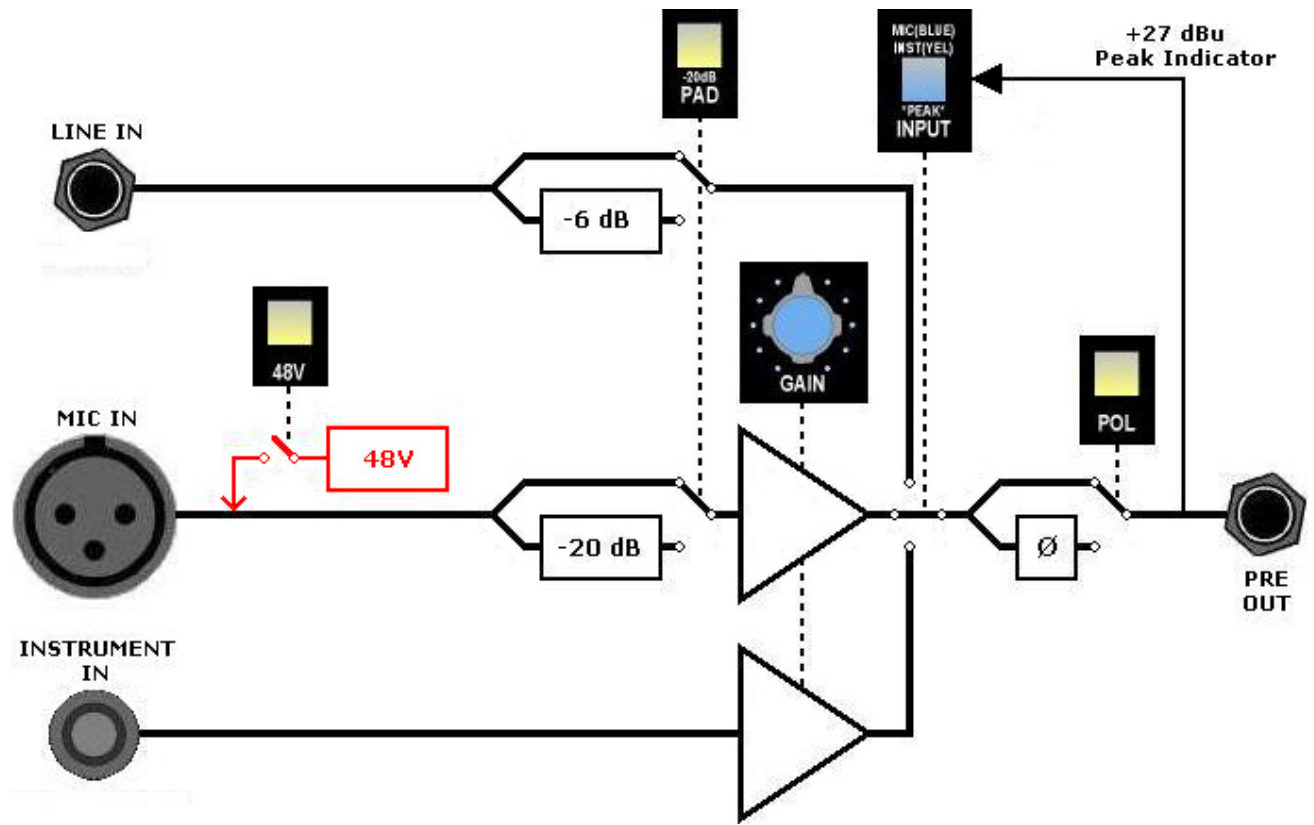 MIC(BLUE)
INST(YEL)
"PEAK"
INPUT
+27 dBu
Peak Indicator
-20dB
PAD
LINE IN
-6 dB
48V
GAIN
MIC IN
48V
POL
-20 dB
Ø
PRE
OUT
INSTRUMENT
IN